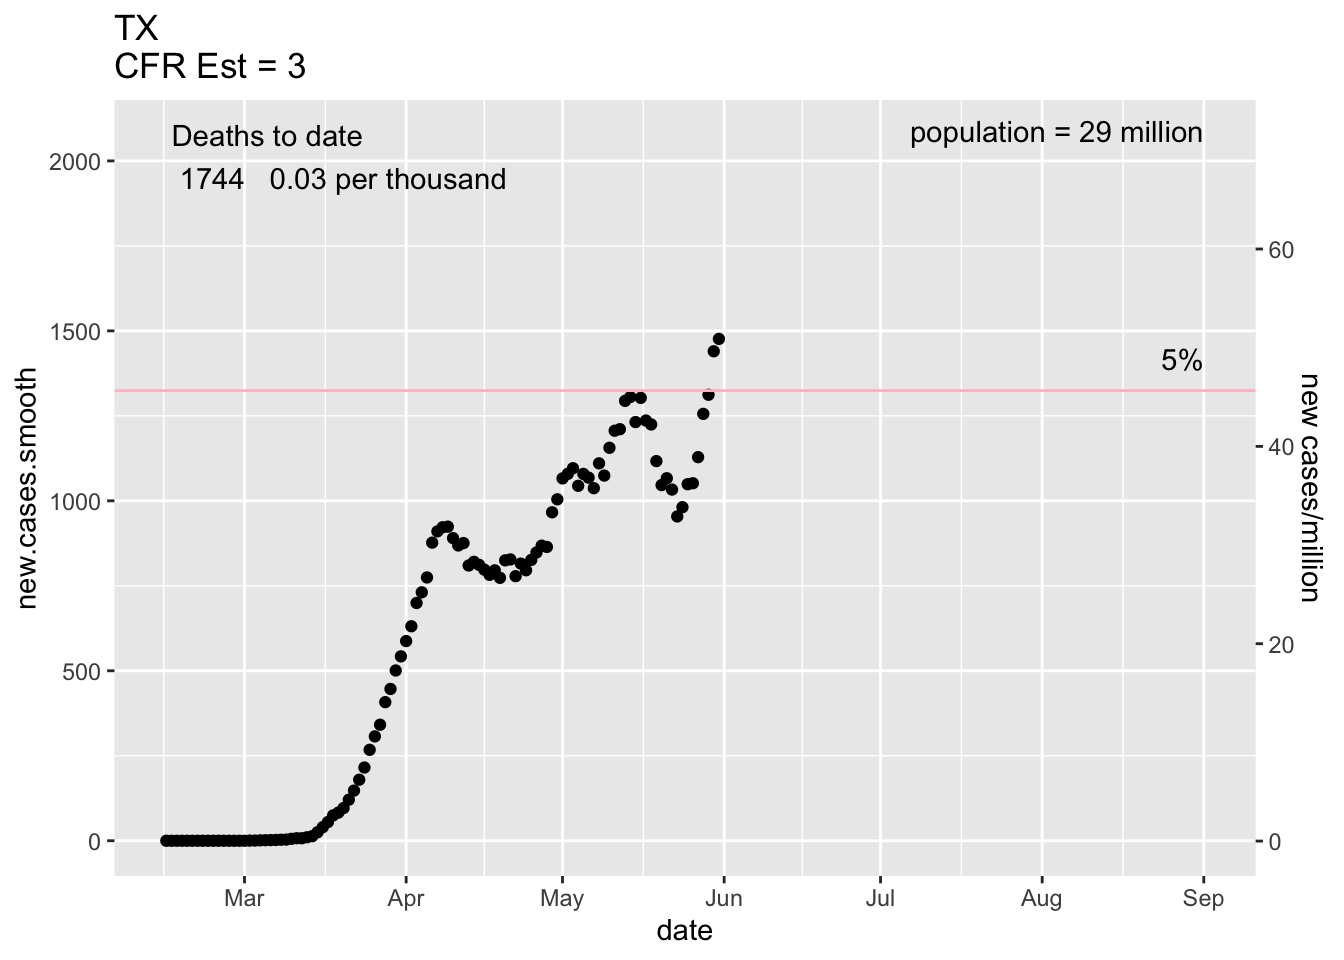 TX
CFR Est = 3
Deaths to date
1744 0.03 per thousand
population = 29 million
2000
1500
1000
500
0
60
40
20
0
5%
new.cases.smooth
new cases/million
Mar Apr May Jun Jul Aug Sep
date